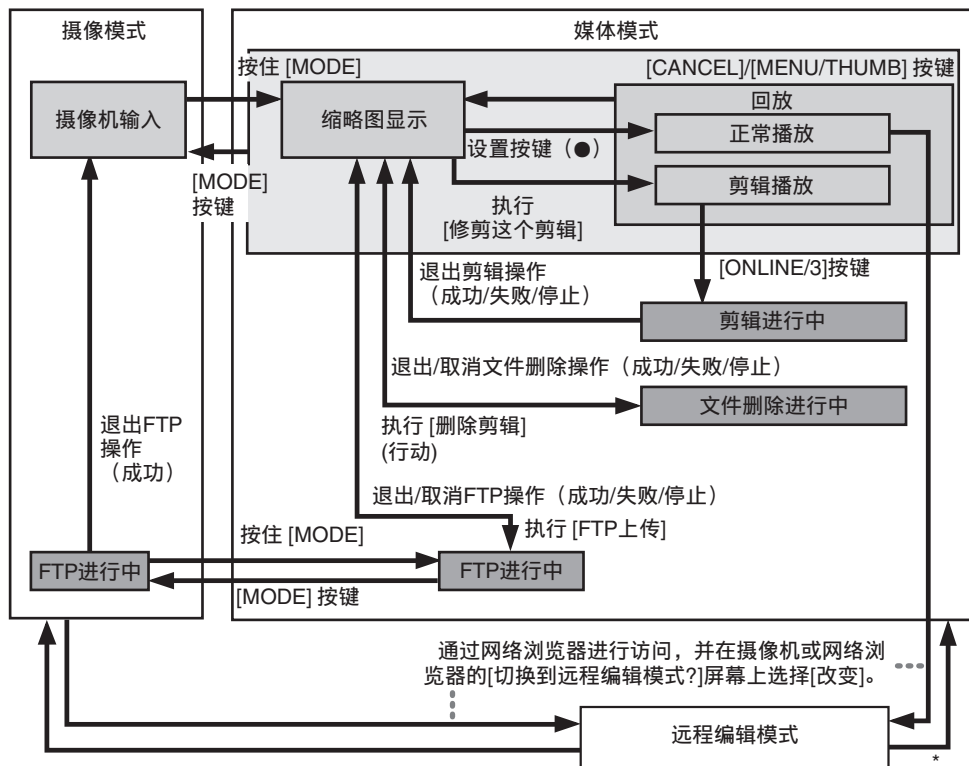 摄像模式
媒体模式
按住 [MODE]
[CANCEL]/[MENU/THUMB] 按键
摄像机输入
缩略图显示
回放
正常播放
设置按键（●）
剪辑播放
[MODE]
按键
执行
[修剪这个剪辑]
[ONLINE/3]按键
退出剪辑操作
（成功/失败/停止）
剪辑进行中
退出/取消文件删除操作（成功/失败/停止）
文件删除进行中
执行 [删除剪辑]
(行动)
退出FTP
操作
（成功）
退出/取消FTP操作（成功/失败/停止）
执行 [FTP上传]
按住 [MODE]
FTP进行中
FTP进行中
[MODE] 按键
通过网络浏览器进行访问，并在摄像机或网络浏
览器的[切换到远程编辑模式?]屏幕上选择[改变]。
远程编辑模式
*